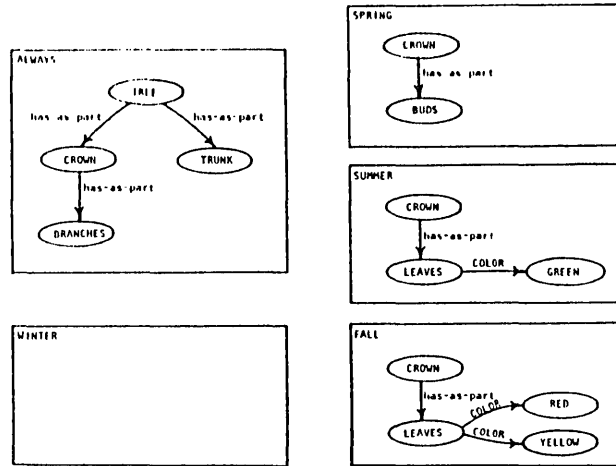 ALWAYS
TREE
has-as-part has-as-part
CROWN TRUNK
has-as-part
BRANCHES
WINTER
SPRING
CROWN
has-as-part
BUDS
SUMMER
CROWN
has-as-part
LEAVES COLOR GREEN
FALL
CROWN
has-as-part
COLOR RED
LEAVES COLOR YELLOW